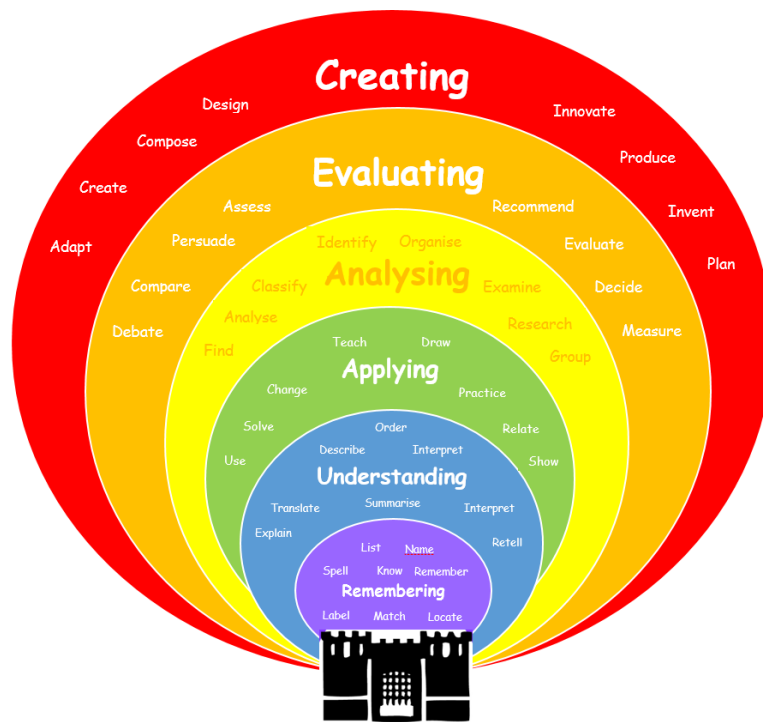 Creating
Design
Innovate
Compose
Produce
Create
Invent
Adapt
Plan
Evaluating
Assess
Recommend
Persuade
Evaluate
Compare
Decide
Debate
Measure
Identify
Organise
Analysing
Classify
Examine
Analyse
Research
Find
Group
Teach
Draw
Applying
Change
Practice
Solve
Relate
Use
Show
Order
Describe
Interpret
Understanding
Translate
Summarise
Interpret
Explain
Retell
List
Name
Spell
Know
Remember
Remembering
Label
Match
Locate